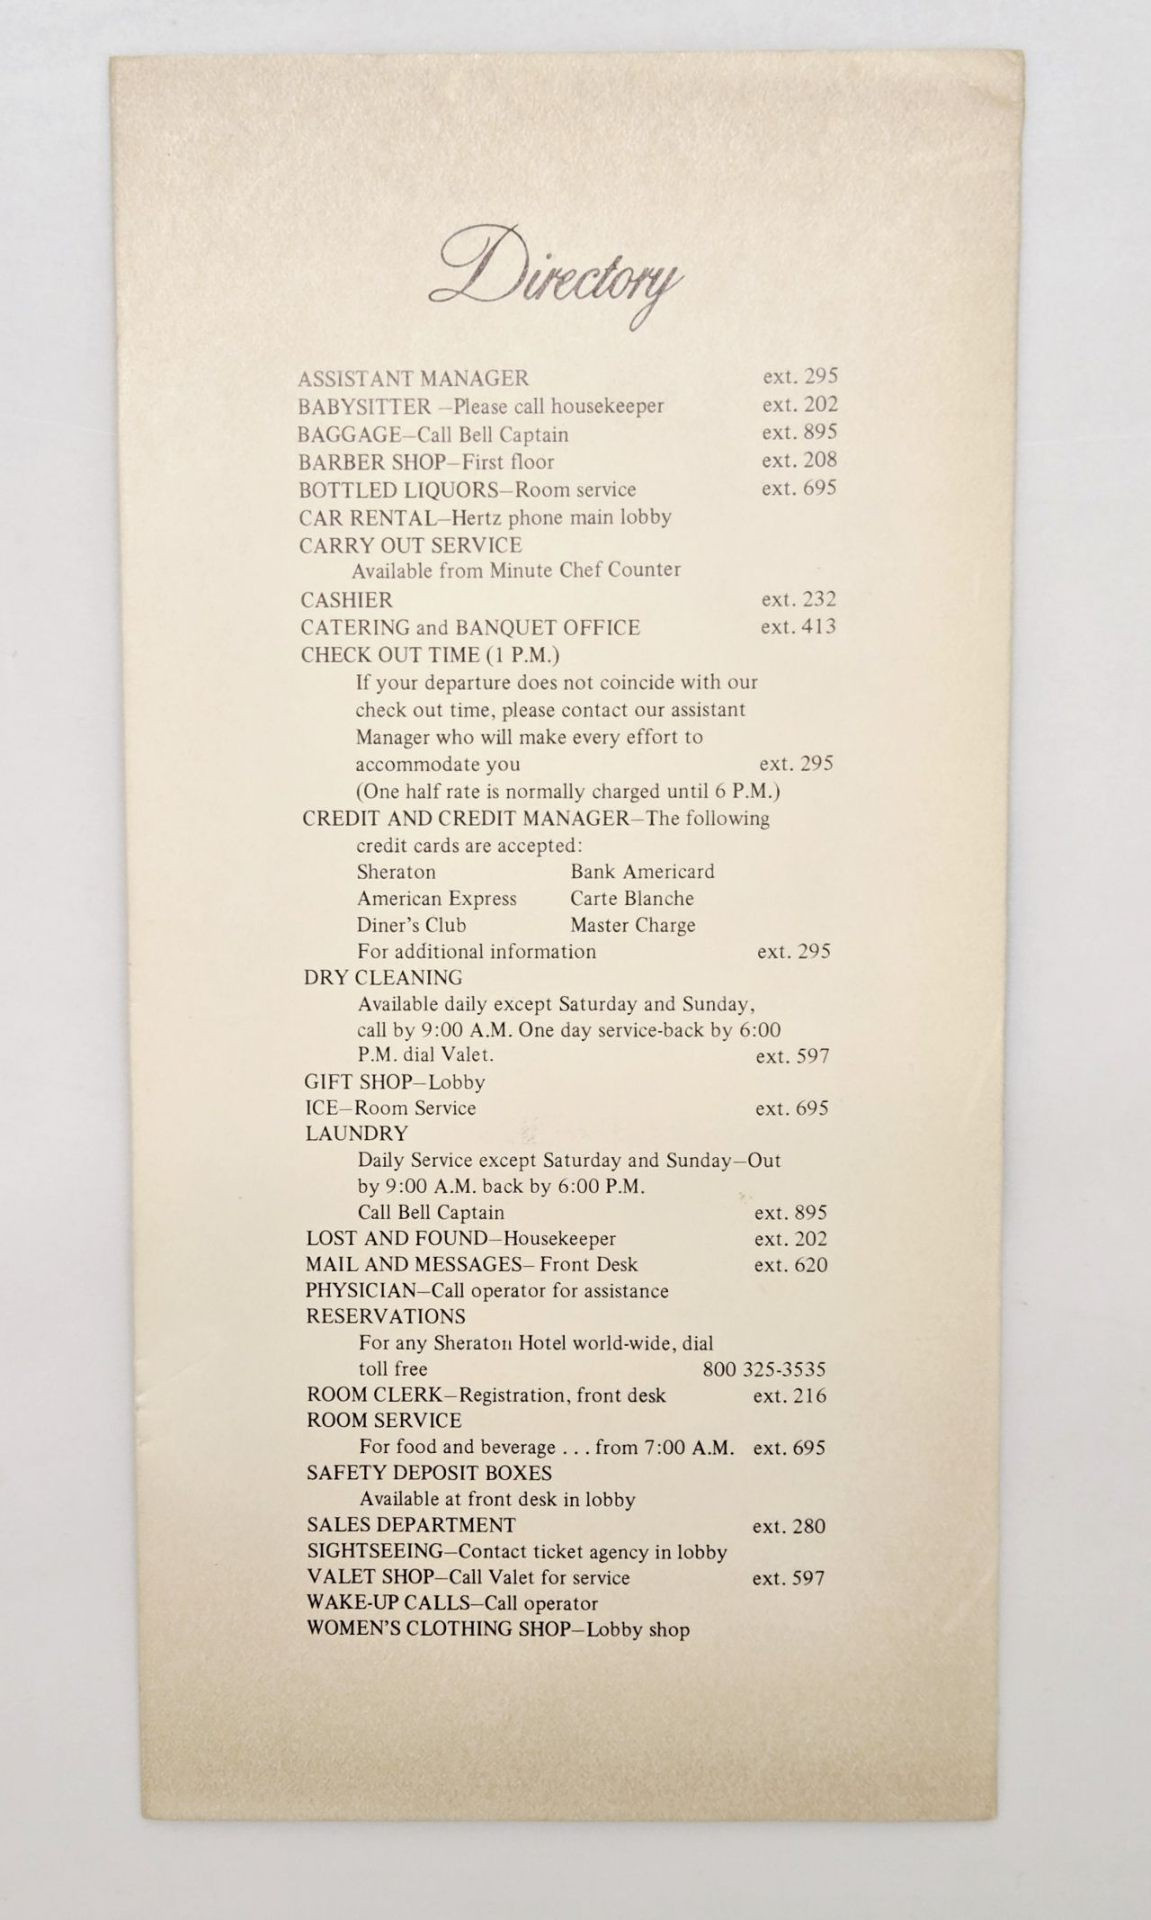 Directory
ASSISTANT MANAGER ext. 295
BABYSITTER —Please call housekeeper ext. 202
BAGGAGE—Call Bell Captain ext. 895
BARBER SHOP—First floor ext. 208
BOTTLED LIQUORS—Room service ext. 695
CAR RENTAL—Hertz phone main lobby
CARRY OUT SERVICE
Available from Minute Chef Counter
CASHIER ext. 232
CATERING and BANQUET OFFICE ext. 413
CHECK OUT TIME (1 P.M.)
If your departure does not coincide with our
check out time, please contact our assistant
Manager who will make every effort to
accommodate you ext. 295
(One half rate is normally charged until 6 P.M.)
CREDIT AND CREDIT MANAGER—The following
credit cards are accepted:
Sheraton Bank Americard
American Express Carte Blanche
Diner's Club Master Charge
For additional information ext. 295
DRY CLEANING
Available daily except Saturday and Sunday,
call by 9:00 A.M. One day service-back by 6:00
P.M. dial Valet. ext. 597
GIFT SHOP—Lobby
ICE—Room Service ext. 695
LAUNDRY
Daily Service except Saturday and Sunday—Out
by 9:00 A.M. back by 6:00 P.M.
Call Bell Captain ext. 895
LOST AND FOUND—Housekeeper ext. 202
MAIL AND MESSAGES— Front Desk ext. 620
PHYSICIAN—Call operator for assistance
RESERVATIONS
For any Sheraton Hotel world-wide, dial
toll free 800 325-3535
ROOM CLERK—Registration, front desk ext. 216
ROOM SERVICE
For food and beverage . . . from 7:00 A.M. ext. 695
SAFETY DEPOSIT BOXES
Available at front desk in lobby
SALES DEPARTMENT ext. 280
SIGHTSEEING—Contact ticket agency in lobby
VALET SHOP—Call Valet for service ext. 597
WAKE-UP CALLS—Call operator
WOMEN'S CLOTHING SHOP—Lobby shop